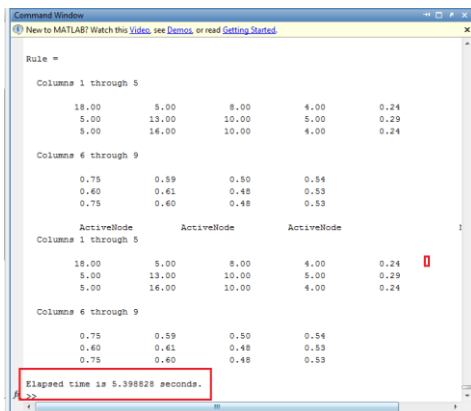 Command Window
New to MATLAB? Watch this Video, see Demos, or read Getting Started.
Rule =
Columns 1 through 5
18.00 5.00 8.00 4.00 0.24
5.00 13.00 10.00 5.00 0.29
5.00 16.00 10.00 4.00 0.24
Columns 6 through 9
0.75 0.59 0.50 0.54
0.60 0.61 0.48 0.53
0.75 0.60 0.48 0.53
ActiveNode ActiveNode ActiveNode
Columns 1 through 5
18.00 5.00 8.00 4.00 0.24
5.00 13.00 10.00 5.00 0.29
5.00 16.00 10.00 4.00 0.24
Columns 6 through 9
0.75 0.59 0.50 0.54
0.60 0.61 0.48 0.53
0.75 0.60 0.48 0.53
Elapsed time is 5.398828 seconds.
fx >>